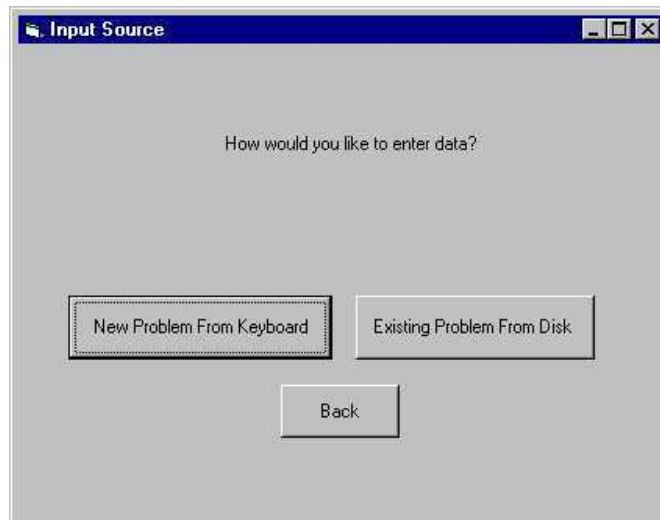 Input Source
How would you like to enter data?
New Problem From Keyboard
Existing Problem From Disk
Back